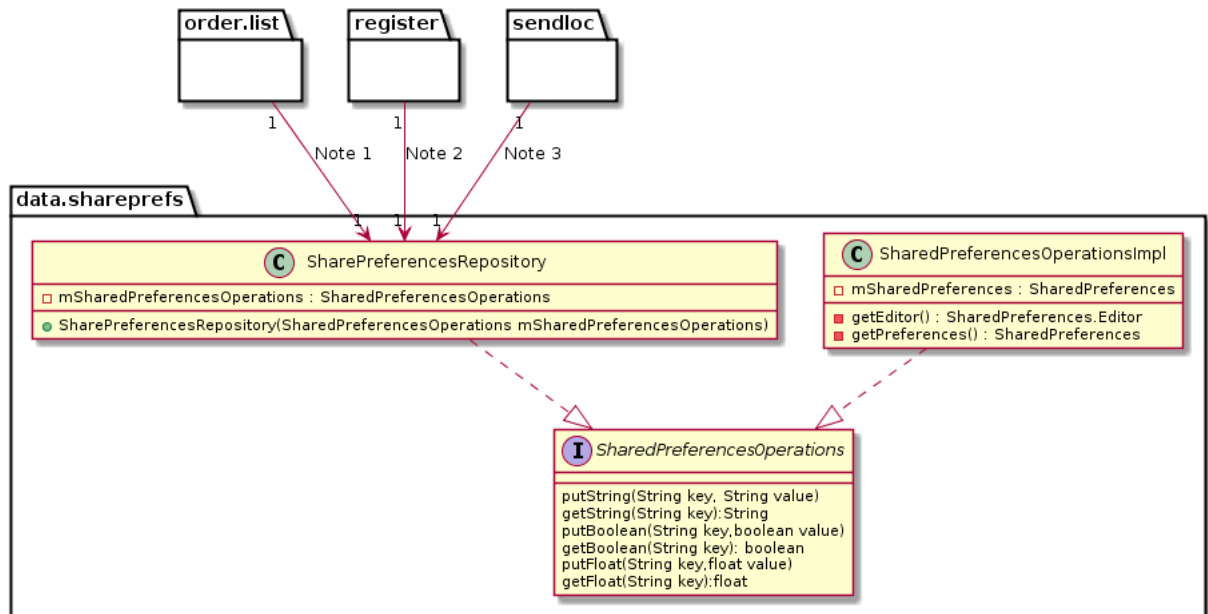 order.list
register
sendloc
1
1
1
Note 1
Note 2
Note 3
data.shareprefs
1
1
1
C SharePreferencesRepository
mSharedPreferencesOperations : SharedPreferencesOperations
SharePreferencesRepository(SharedPreferencesOperations mSharedPreferencesOperations)
C SharedPreferencesOperationsImpl
mSharedPreferences : SharedPreferences
getEditor() : SharedPreferences.Editor
getPreferences() : SharedPreferences
I SharedPreferencesOperations
putString(String key, String value)
getString(String key):String
putBoolean(String key,boolean value)
getBoolean(String key): boolean
putFloat(String key,float value)
getFloat(String key):float